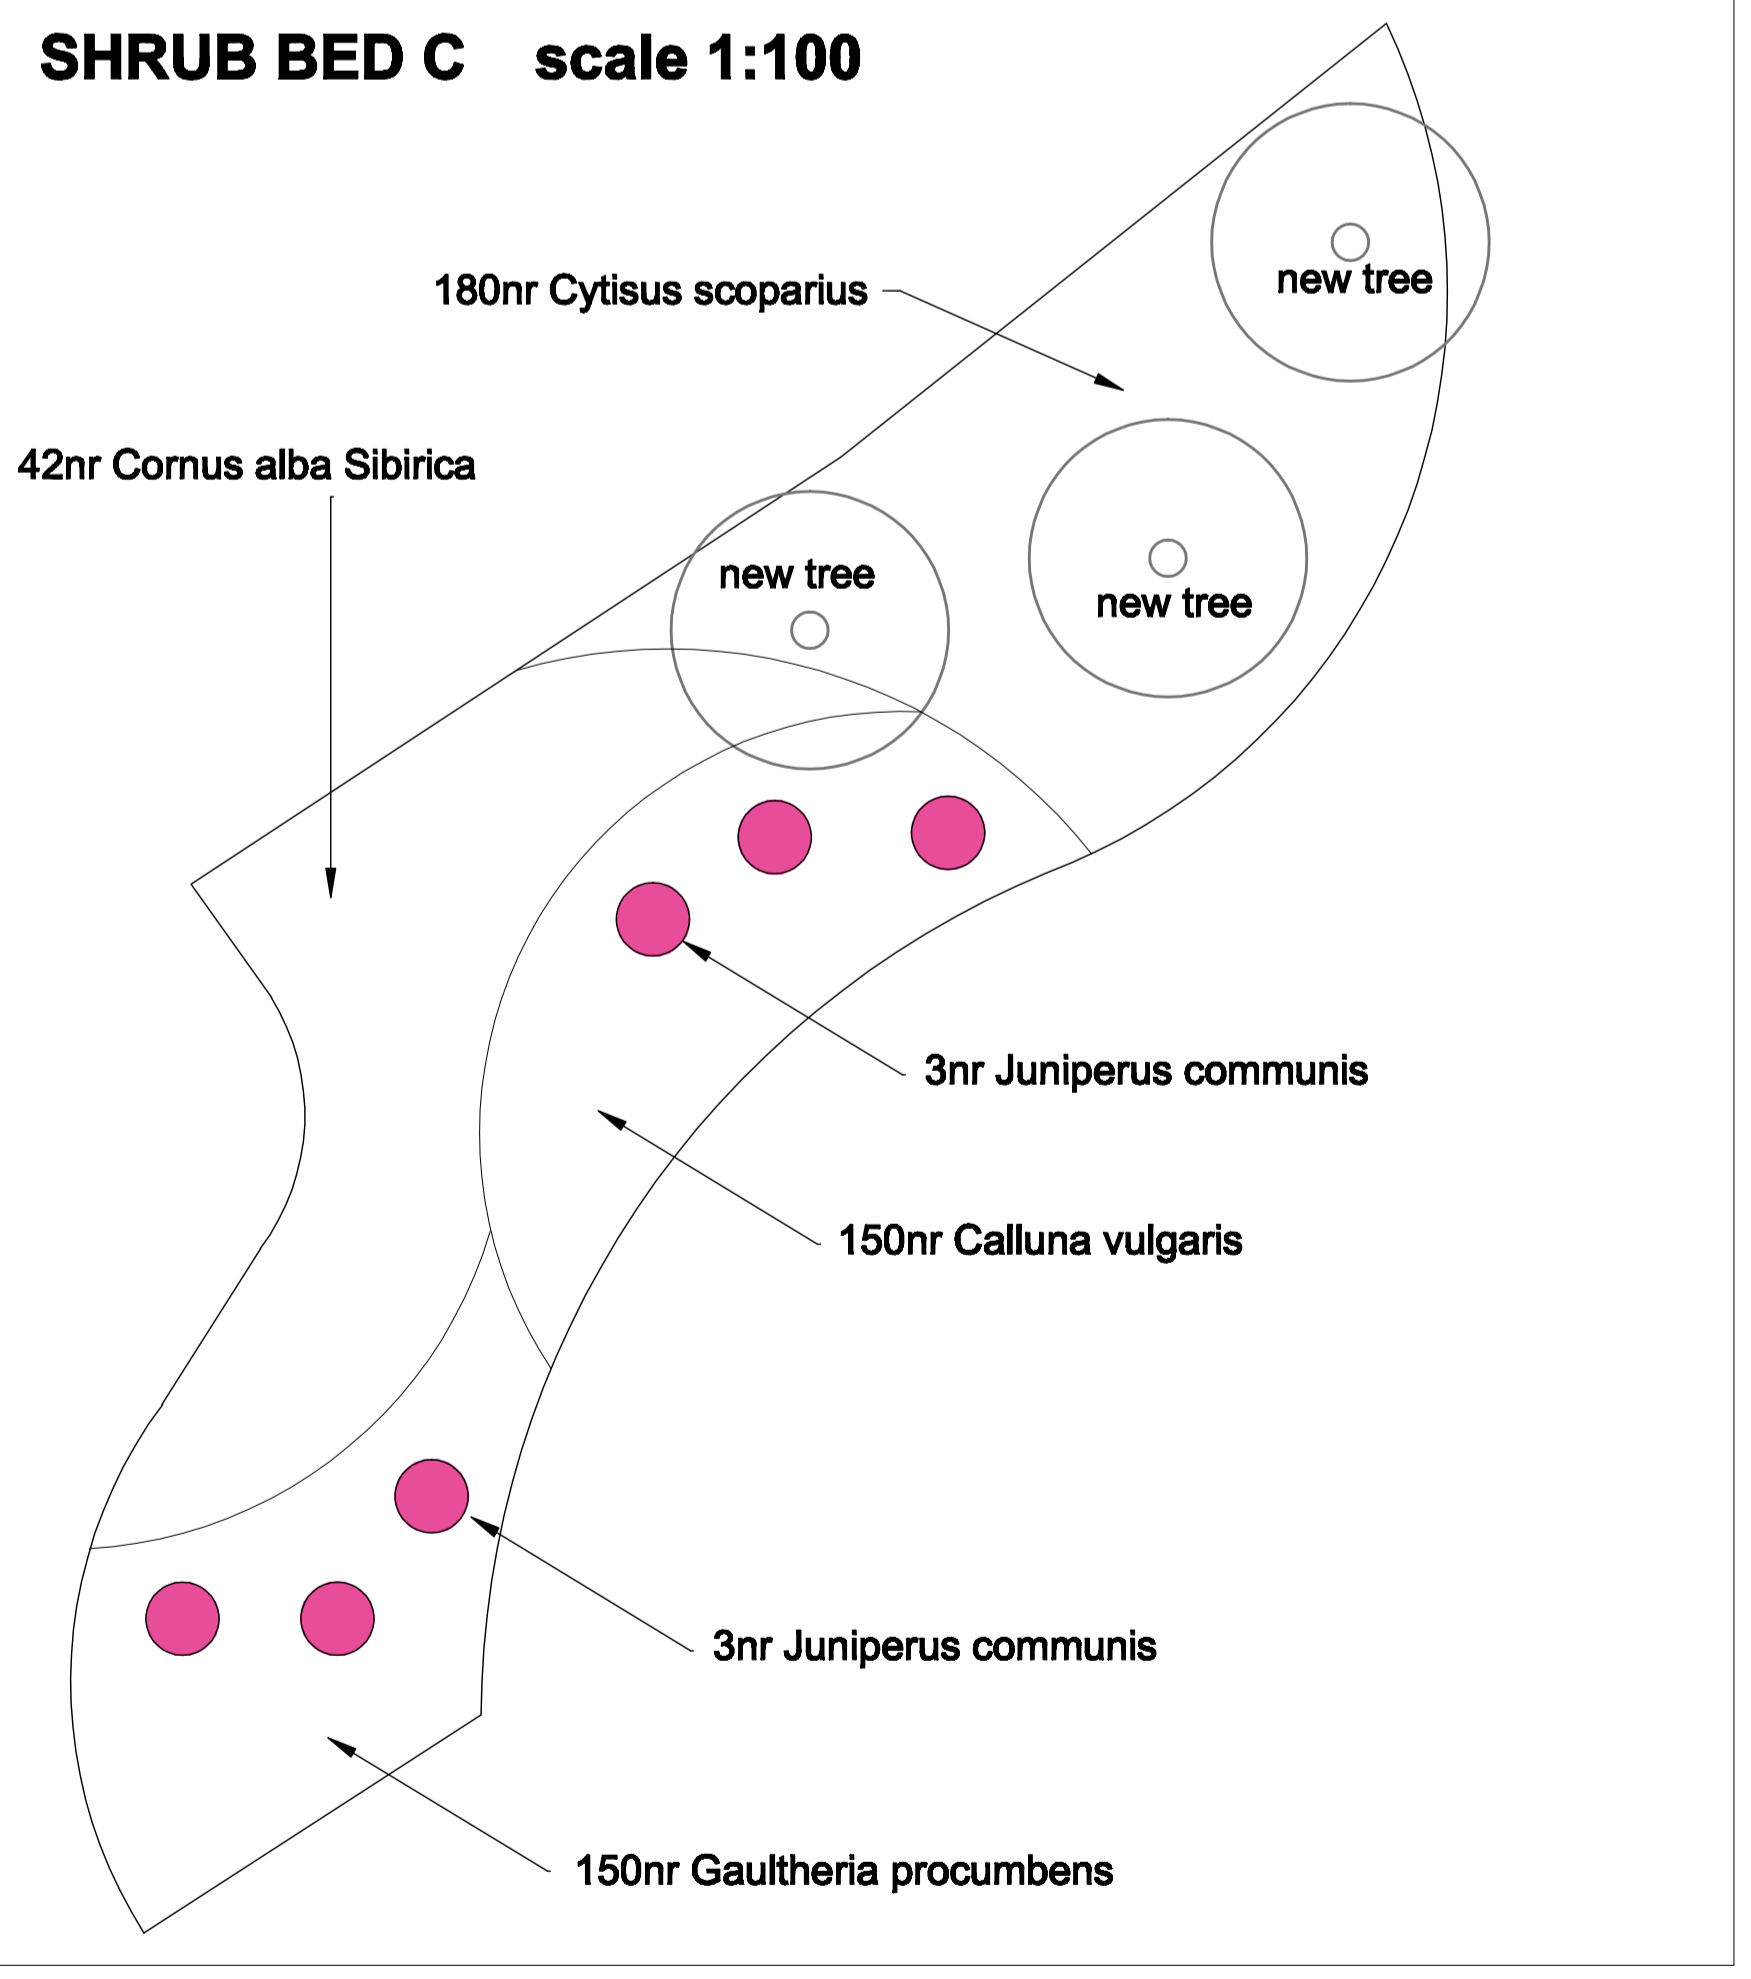 SHRUB BED C scale 1:100
new tree
180nr Cytisus scoparius
42nr Cornus alba Sibirica
new tree
new tree
3nr Juniperus communis
150nr Calluna vulgaris
3nr Juniperus communis
150nr Gaultheria procumbens